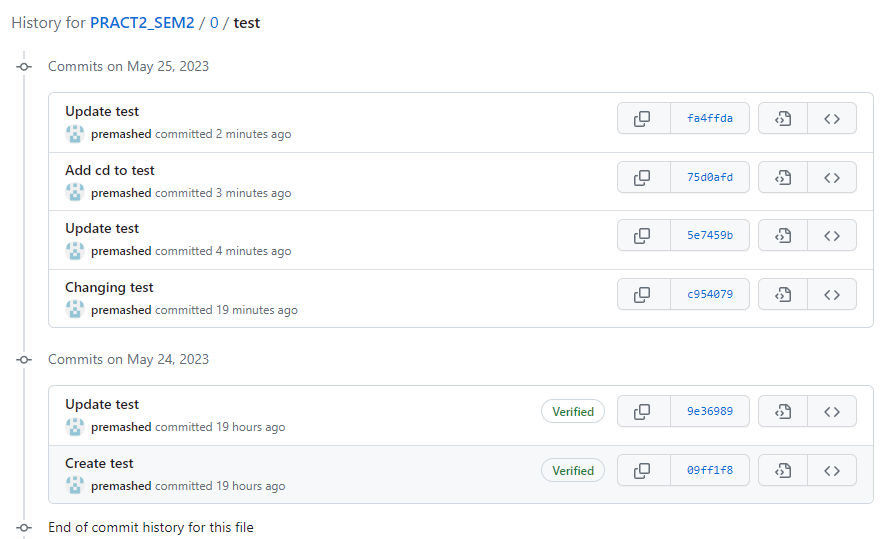 History for PRACT2_SEM2 / 0 / test
Commits on May 25, 2023
Update test
premashed committed 2 minutes ago
fa4ffda
Add cd to test
premashed committed 3 minutes ago
75d0afd
Update test
premashed committed 4 minutes ago
5e7459b
Changing test
premashed committed 19 minutes ago
c954079
Commits on May 24, 2023
Update test
premashed committed 19 hours ago
Verified
9e36989
Create test
premashed committed 19 hours ago
Verified
09ff1f8
End of commit history for this file